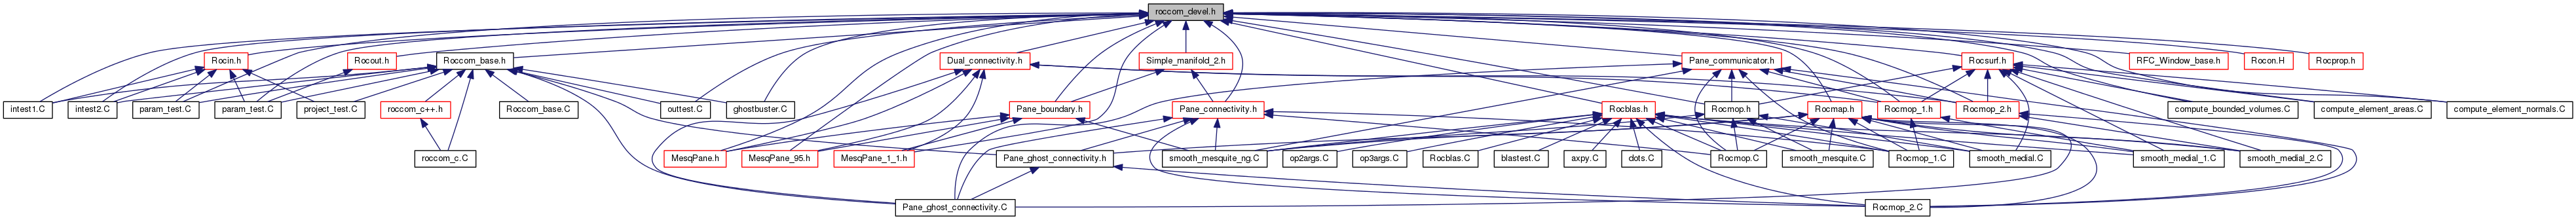 roccom_devel.h
Rocin.h
Rocout.h
Roccom_base.h
Dual_connectivity.h
Simple_manifold_2.h
Pane_communicator.h
Rocsurf.h
RFC_Window_base.h
Rocon.H
Rocprop.h
intest1.C
intest2.C
param_test.C
param_test.C
project_test.C
roccom_c++.h
Roccom_base.C
outtest.C
ghostbuster.C
Pane_boundary.h
Pane_connectivity.h
Rocblas.h
Rocmop.h
Rocmap.h
Rocmop_1.h
Rocmop_2.h
compute_bounded_volumes.C
compute_element_areas.C
compute_element_normals.C
roccom_c.C
Pane_ghost_connectivity.h
MesqPane.h
MesqPane_95.h
MesqPane_1_1.h
smooth_mesquite_ng.C
op2args.C
op3args.C
Rocblas.C
blastest.C
axpy.C
dots.C
Rocmop.C
smooth_mesquite.C
Rocmop_1.C
smooth_medial.C
smooth_medial_1.C
smooth_medial_2.C
Pane_ghost_connectivity.C
Rocmop_2.C